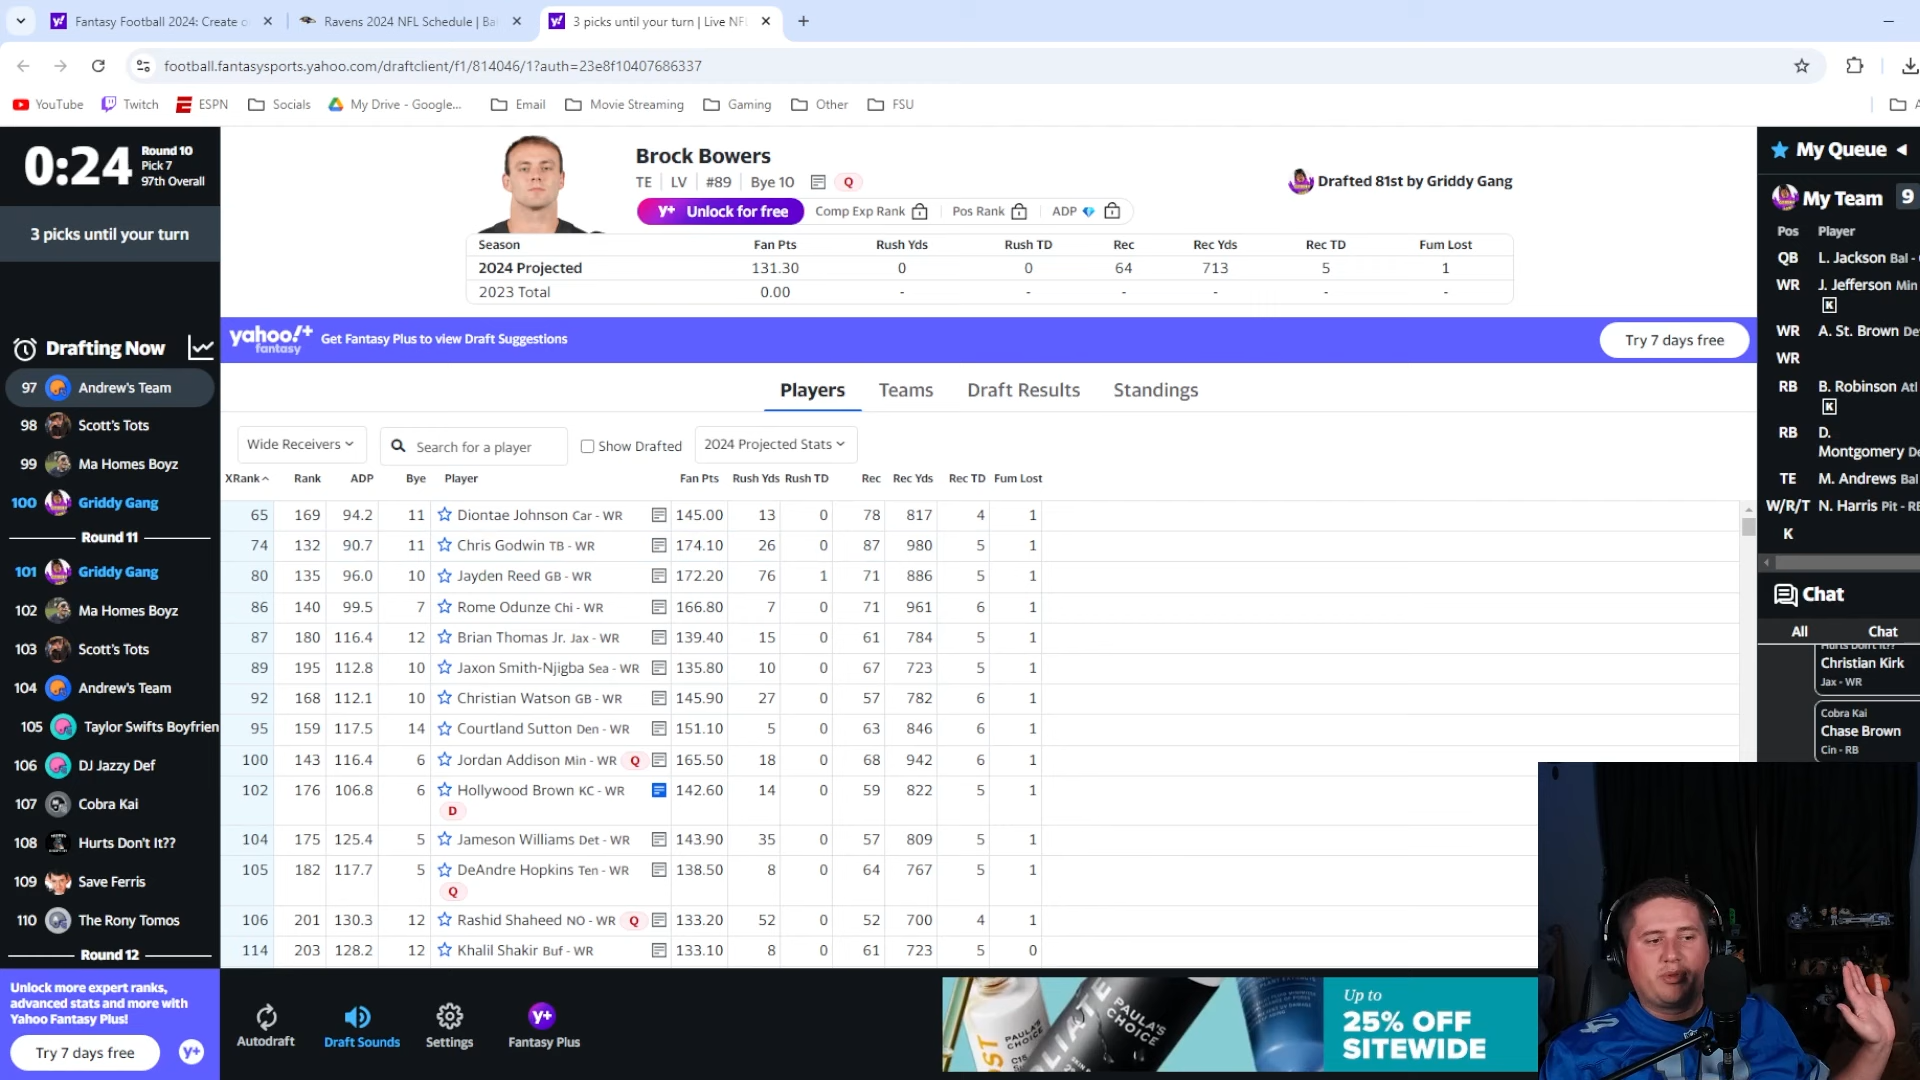 Fantasy Football 2024: Create o
Ravens 2024 NFL Schedule | Bal
3 picks until your turn | Live NFL
football.fantasysports.yahoo.com/draftclient/f1/814046/1?auth=23e8f10407686337
YouTube
Twitch
ESPN
Socials
My Drive - Google...
Email
Movie Streaming
Gaming
Other
FSU
0:24
Round 10
Pick 7
97th Overall
3 picks until your turn
Drafting Now
97 Andrew's Team
98 Scott's Tots
99 Ma Homes Boyz
100 Griddy Gang
Round 11
101 Griddy Gang
102 Ma Homes Boyz
103 Scott's Tots
104 Andrew's Team
105 Taylor Swifts Boyfrien
106 DJ Jazzy Def
107 Cobra Kai
108 Hurts Don't It??
109 Save Ferris
110 The Rony Tomos
Round 12
Unlock more expert ranks,
advanced stats and more with
Yahoo Fantasy Plus!
Try 7 days free
y+
Brock Bowers
TE LV #89 Bye 10 Q
y+ Unlock for free Comp Exp Rank Pos Rank ADP
Drafted 81st by Griddy Gang
Season Fan Pts Rush Yds Rush TD Rec Rec Yds Rec TD Fum Lost
2024 Projected 131.30 0 0 64 713 5 1
2023 Total 0.00 - - - - - -
yahoo!+
fantasy
Get Fantasy Plus to view Draft Suggestions
Try 7 days free
Players Teams Draft Results Standings
Wide Receivers
Search for a player
Show Drafted
2024 Projected Stats
XRank Rank ADP Bye Player Fan Pts Rush Yds Rush TD Rec Rec Yds Rec TD Fum Lost
65 169 94.2 11 Diontae Johnson Car - WR 145.00 13 0 78 817 4 1
74 132 90.7 11 Chris Godwin TB - WR 174.10 26 0 87 980 5 1
80 135 96.0 10 Jayden Reed GB - WR 172.20 76 1 71 886 5 1
86 140 99.5 7 Rome Odunze Chi - WR 166.80 7 0 71 961 6 1
87 180 116.4 12 Brian Thomas Jr. Jax - WR 139.40 15 0 61 784 5 1
89 195 112.8 10 Jaxon Smith-Njigba Sea - WR 135.80 10 0 67 723 5 1
92 168 112.1 10 Christian Watson GB - WR 145.90 27 0 57 782 6 1
95 159 117.5 14 Courtland Sutton Den - WR 151.10 5 0 63 846 6 1
100 143 116.4 6 Jordan Addison Min - WR Q 165.50 18 0 68 942 6 1
102 176 106.8 6 Hollywood Brown KC - WR 142.60 14 0 59 822 5 1
D
104 175 125.4 5 Jameson Williams Det - WR 143.90 35 0 57 809 5 1
105 182 117.7 5 DeAndre Hopkins Ten - WR 138.50 8 0 64 767 5 1
Q
106 201 130.3 12 Rashid Shaheed NO - WR Q 133.20 52 0 52 700 4 1
114 203 128.2 12 Khalil Shakir Buf - WR 133.10 8 0 61 723 5 0
Autodraft
Draft Sounds
Settings
y+
Fantasy Plus
PAULA'S
CHOICE
PAULA'S
CHOICE
Up to
25% OFF
SITEWIDE
My Queue
My Team 9
Pos Player
QB L. Jackson Bal -
WR J. Jefferson Min
K
WR A. St. Brown De
WR
RB B. Robinson Atl
K
RB D.
Montgomery De
TE M. Andrews Bal
W/R/T N. Harris Pit - RB
K
Chat
All Chat
Hurts Don't It??
Christian Kirk
Jax - WR
Cobra Kai
Chase Brown
Cin - RB